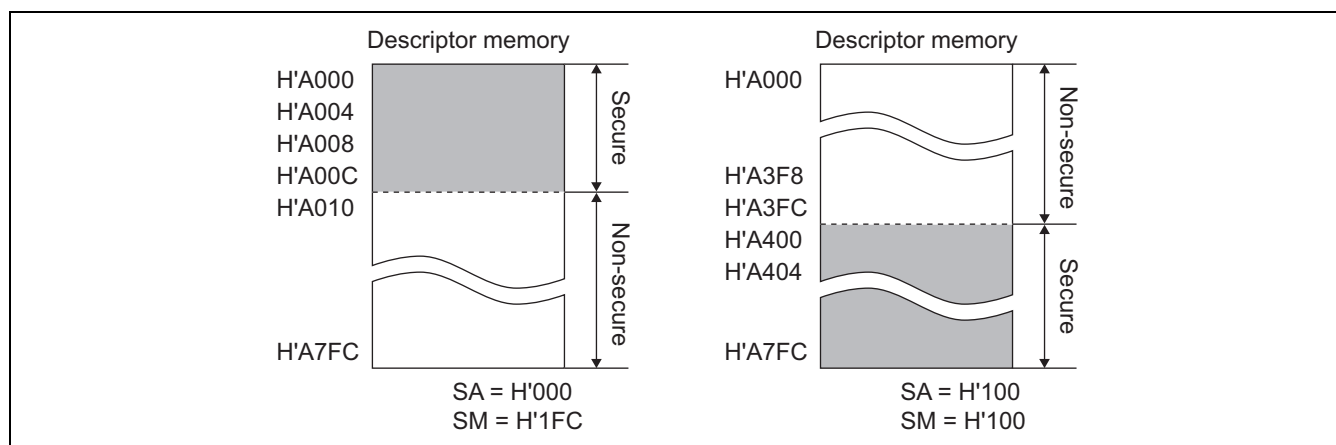 Descriptor memory
H'A000
H'A004
H'A008
H'A00C
H'A010
H'A7FC
Secure
Non-secure
SA = H'000
SM = H'1FC
Descriptor memory
H'A000
H'A3F8
H'A3FC
H'A400
H'A404
H'A7FC
Non-secure
Secure
SA = H'100
SM = H'100